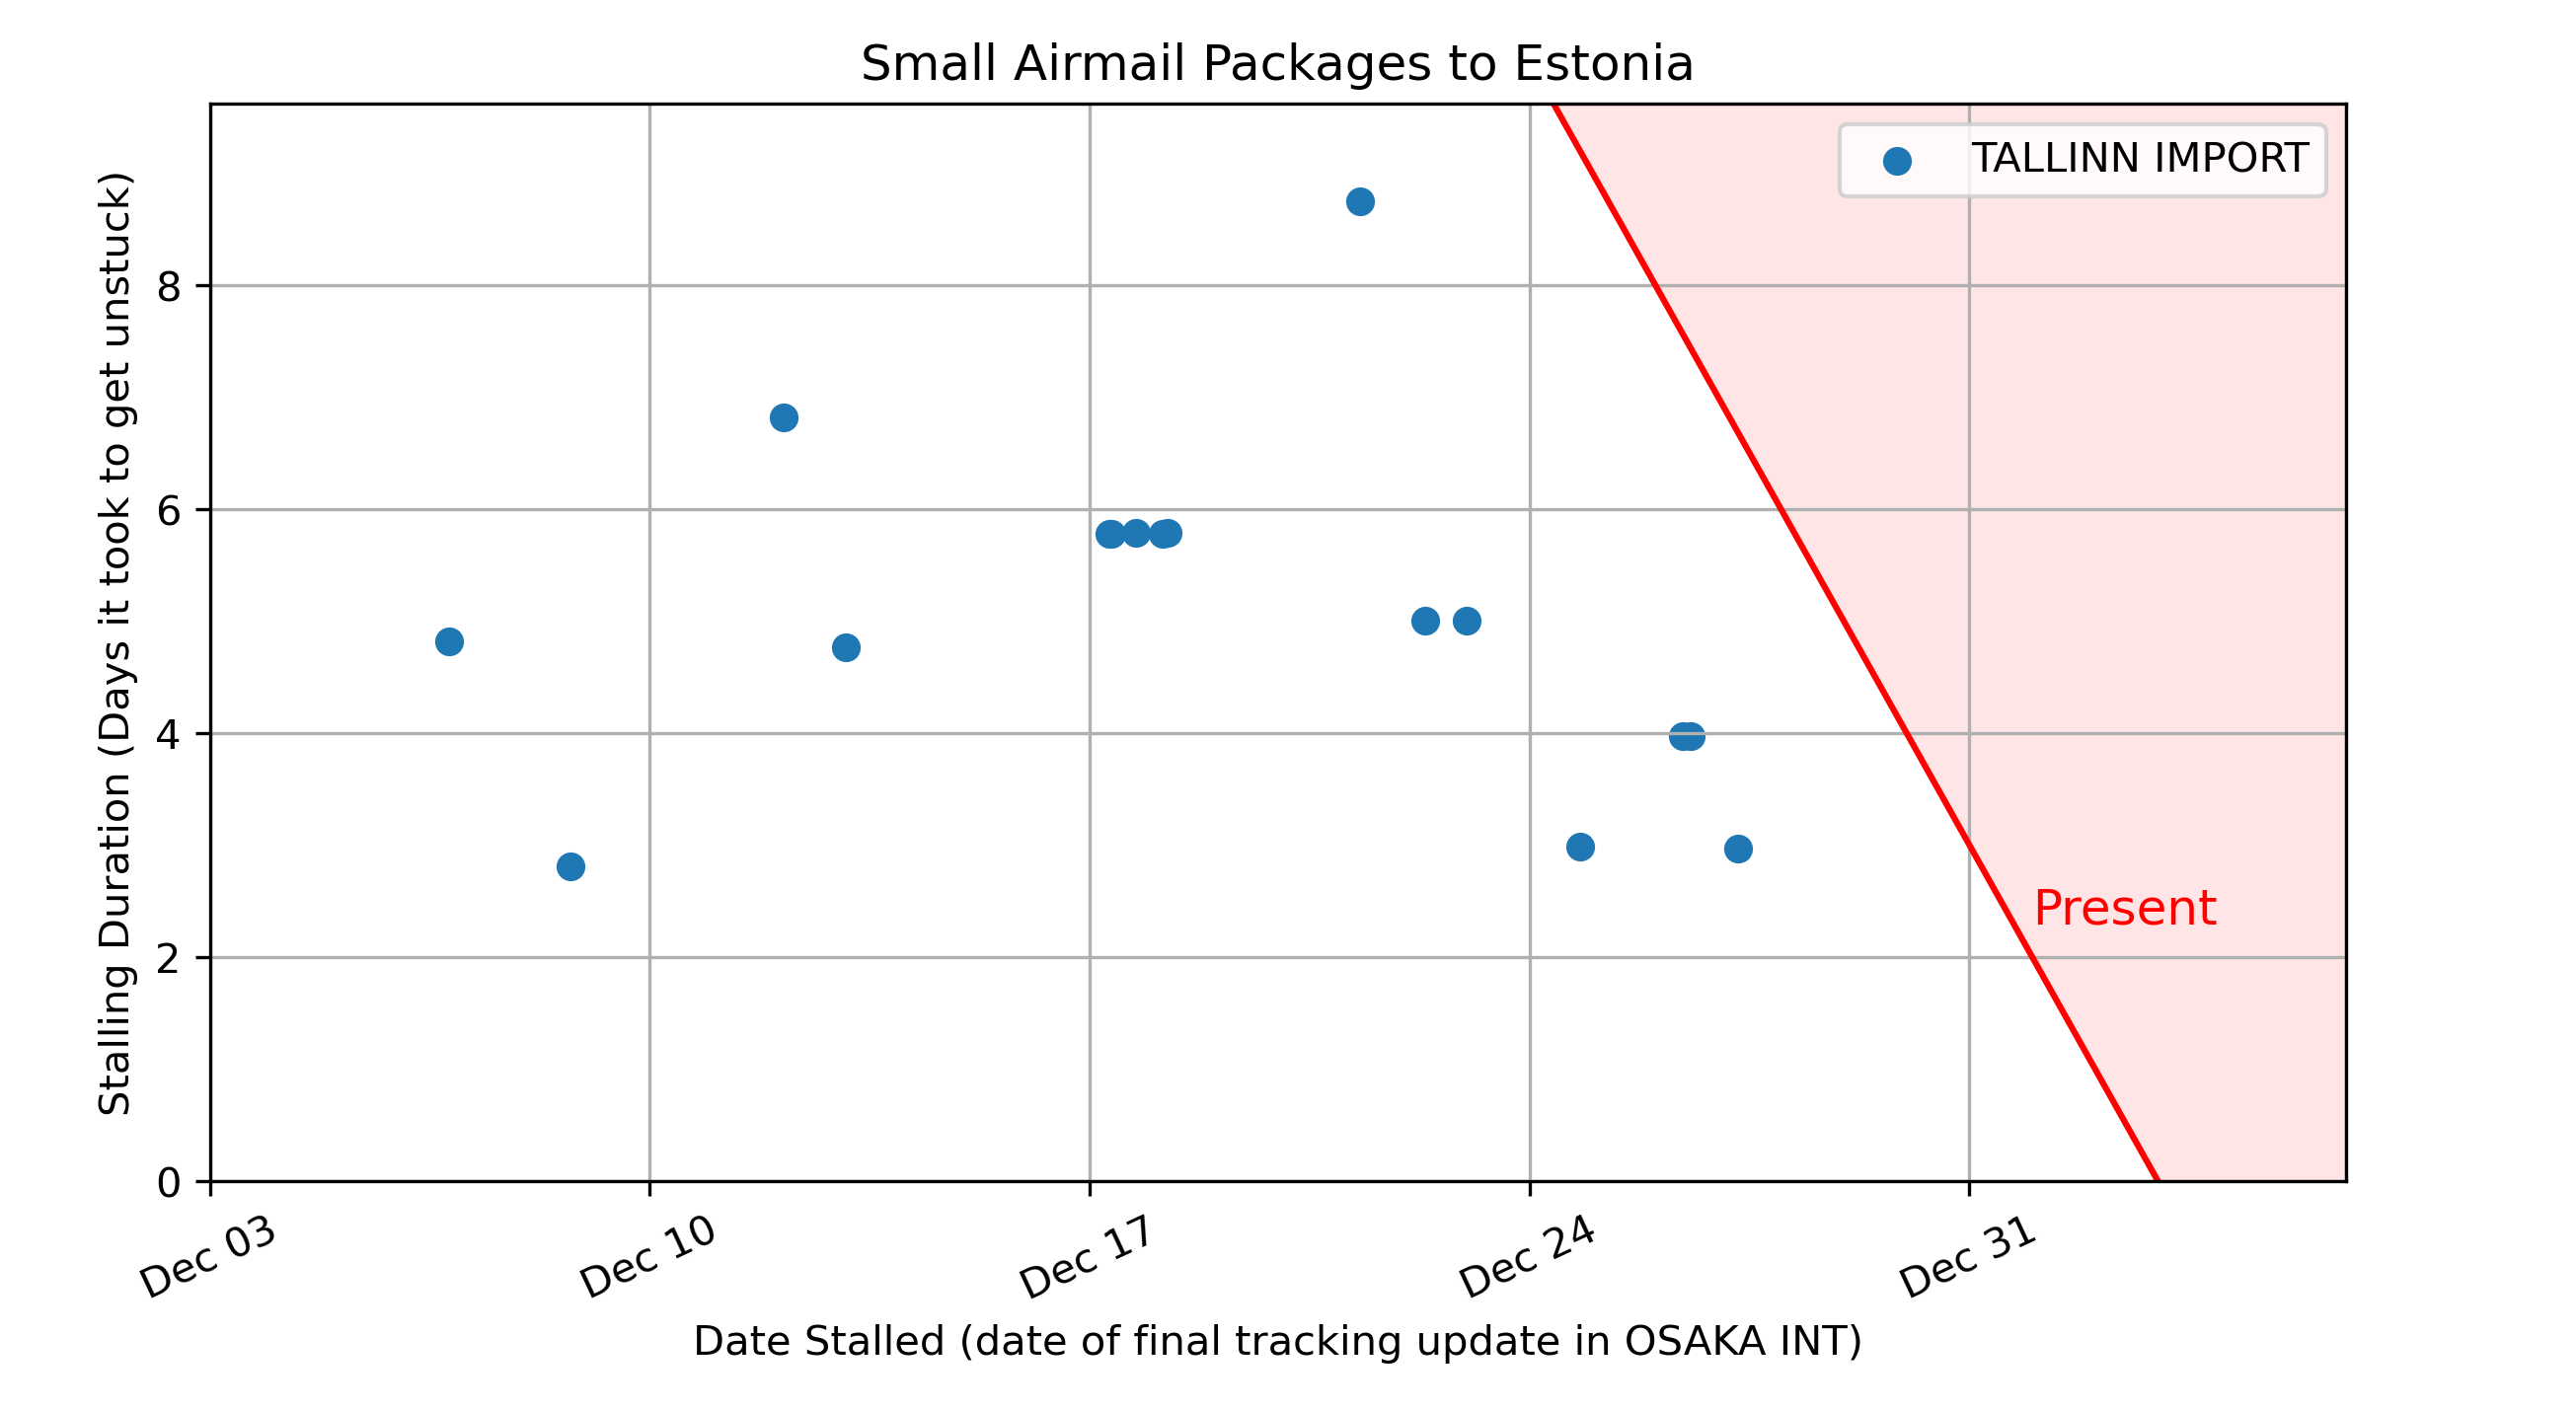 Small Airmail Packages to Estonia
TALLINN IMPORT
Stalling Duration (Days it took to get unstuck)
8
6
4
2
0
Present
Dec 03
Dec 10
Dec 17
Dec 24
Dec 31
Date Stalled (date of final tracking update in OSAKA INT)